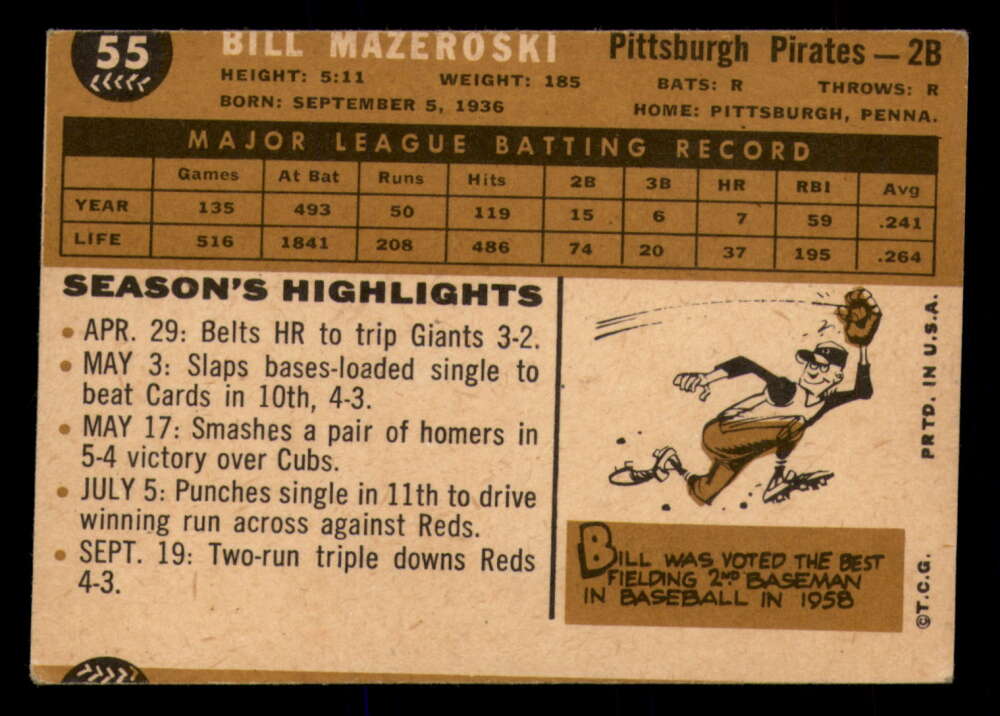 55
BILL MAZEROSKI
Pittsburgh Pirates — 2B
HEIGHT: 5:11 WEIGHT: 185 BATS: R THROWS: R
BORN: SEPTEMBER 5, 1936 HOME: PITTSBURGH, PENNA.
MAJOR LEAGUE BATTING RECORD
Games At Bat Runs Hits 2B 3B HR RBI Avg
YEAR 135 493 50 119 15 6 7 59 .241
LIFE 516 1841 208 486 74 20 37 195 .264
SEASON'S HIGHLIGHTS
• APR. 29: Belts HR to trip Giants 3-2.
• MAY 3: Slaps bases-loaded single to
beat Cards in 10th, 4-3.
• MAY 17: Smashes a pair of homers in
5-4 victory over Cubs.
• JULY 5: Punches single in 11th to drive
winning run across against Reds.
• SEPT. 19: Two-run triple downs Reds
4-3.
BILL WAS VOTED THE BEST
FIELDING 2ND BASEMAN
IN BASEBALL IN 1958
PRTD. IN U.S.A.
©T.C.G.